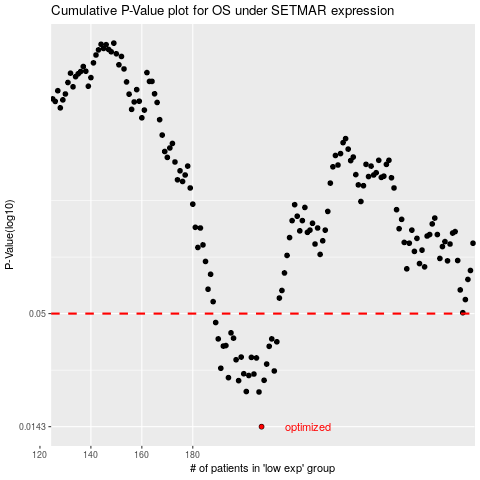 Cumulative P-Value plot for OS under SETMAR expression
P-Value(log10)
0.05
0.0143
optimized
120 140 160 180
# of patients in 'low exp' group